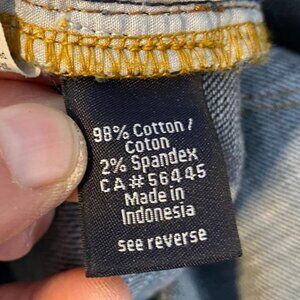 98% Cotton /
Coton
2% Spandex
CA#56445
Made in
Indonesia
see reverse